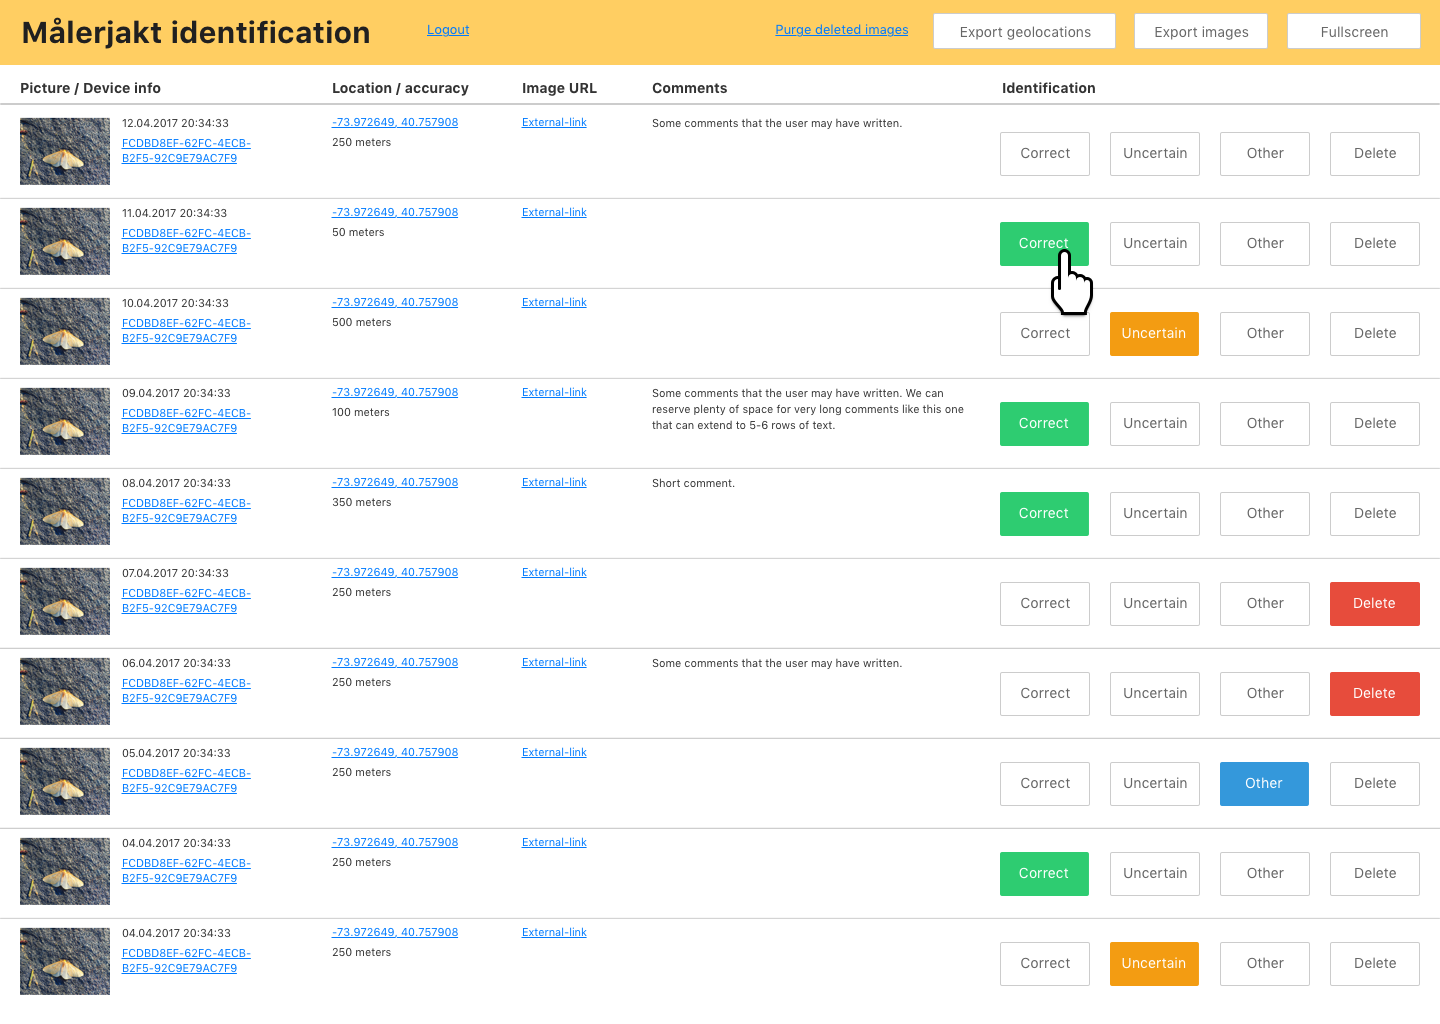 Målerjakt identification
Logout
Purge deleted images
Export geolocations
Export images
Fullscreen
Picture / Device info
Location / accuracy
Image URL
Comments
Identification
12.04.2017 20:34:33
FCDBD8EF-62FC-4ECB-
B2F5-92C9E79AC7F9
-73.972649, 40.757908
250 meters
External-link
Some comments that the user may have written.
Correct
Uncertain
Other
Delete
11.04.2017 20:34:33
FCDBD8EF-62FC-4ECB-
B2F5-92C9E79AC7F9
-73.972649, 40.757908
50 meters
External-link
Correct
Uncertain
Other
Delete
10.04.2017 20:34:33
FCDBD8EF-62FC-4ECB-
B2F5-92C9E79AC7F9
-73.972649, 40.757908
500 meters
External-link
Correct
Uncertain
Other
Delete
09.04.2017 20:34:33
FCDBD8EF-62FC-4ECB-
B2F5-92C9E79AC7F9
-73.972649, 40.757908
100 meters
External-link
Some comments that the user may have written. We can
reserve plenty of space for very long comments like this one
that can extend to 5-6 rows of text.
Correct
Uncertain
Other
Delete
08.04.2017 20:34:33
FCDBD8EF-62FC-4ECB-
B2F5-92C9E79AC7F9
-73.972649, 40.757908
350 meters
External-link
Short comment.
Correct
Uncertain
Other
Delete
07.04.2017 20:34:33
FCDBD8EF-62FC-4ECB-
B2F5-92C9E79AC7F9
-73.972649, 40.757908
250 meters
External-link
Correct
Uncertain
Other
Delete
06.04.2017 20:34:33
FCDBD8EF-62FC-4ECB-
B2F5-92C9E79AC7F9
-73.972649, 40.757908
250 meters
External-link
Some comments that the user may have written.
Correct
Uncertain
Other
Delete
05.04.2017 20:34:33
FCDBD8EF-62FC-4ECB-
B2F5-92C9E79AC7F9
-73.972649, 40.757908
250 meters
External-link
Correct
Uncertain
Other
Delete
04.04.2017 20:34:33
FCDBD8EF-62FC-4ECB-
B2F5-92C9E79AC7F9
-73.972649, 40.757908
250 meters
External-link
Correct
Uncertain
Other
Delete
04.04.2017 20:34:33
FCDBD8EF-62FC-4ECB-
B2F5-92C9E79AC7F9
-73.972649, 40.757908
250 meters
External-link
Correct
Uncertain
Other
Delete